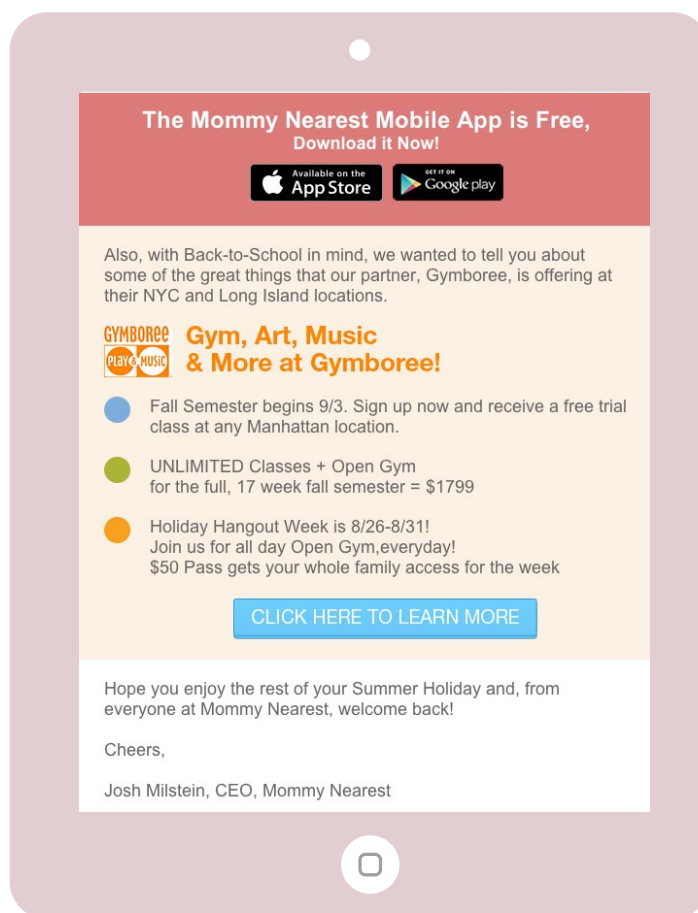 The Mommy Nearest Mobile App is Free,
Download it Now!
Available on the
App Store
GET IT ON
Google play
Also, with Back-to-School in mind, we wanted to tell you about
some of the great things that our partner, Gymboree, is offering at
their NYC and Long Island locations.
GYMBOREE
PLAY & MUSIC
Gym, Art, Music
& More at Gymboree!
Fall Semester begins 9/3. Sign up now and receive a free trial
class at any Manhattan location.
UNLIMITED Classes + Open Gym
for the full, 17 week fall semester = $1799
Holiday Hangout Week is 8/26-8/31!
Join us for all day Open Gym,everyday!
$50 Pass gets your whole family access for the week
CLICK HERE TO LEARN MORE
Hope you enjoy the rest of your Summer Holiday and, from
everyone at Mommy Nearest, welcome back!
Cheers,
Josh Milstein, CEO, Mommy Nearest